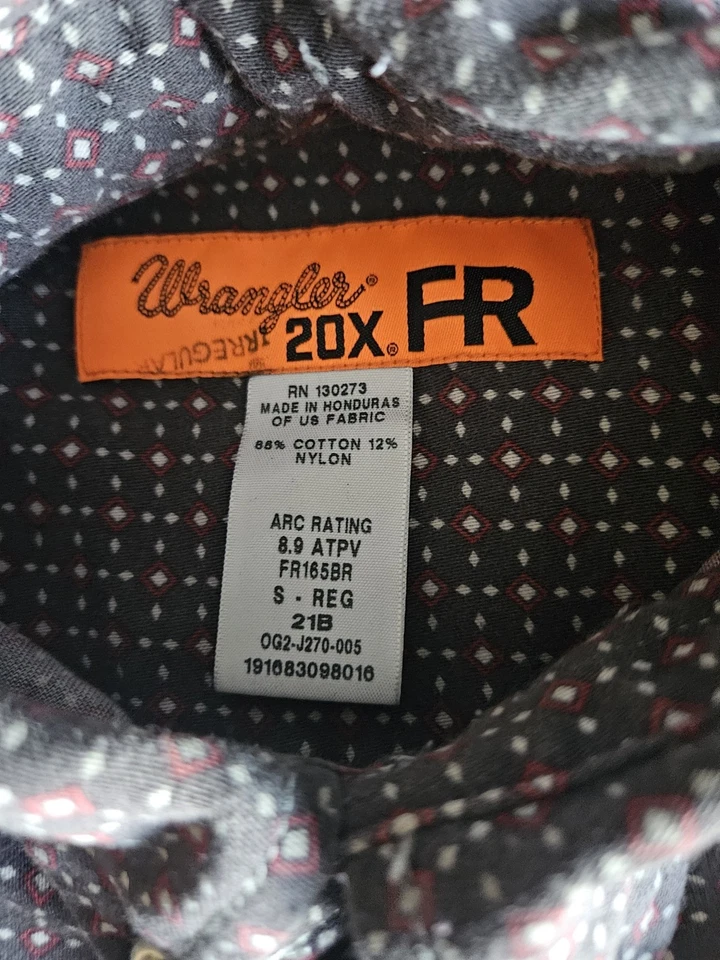 Wrangler®
20X® FR
IRREGULAR
RN 130273
MADE IN HONDURAS
OF US FABRIC
88% COTTON 12%
NYLON
ARC RATING
8.9 ATPV
FR165BR
S - REG
21B
OG2-J270-005
191683098016